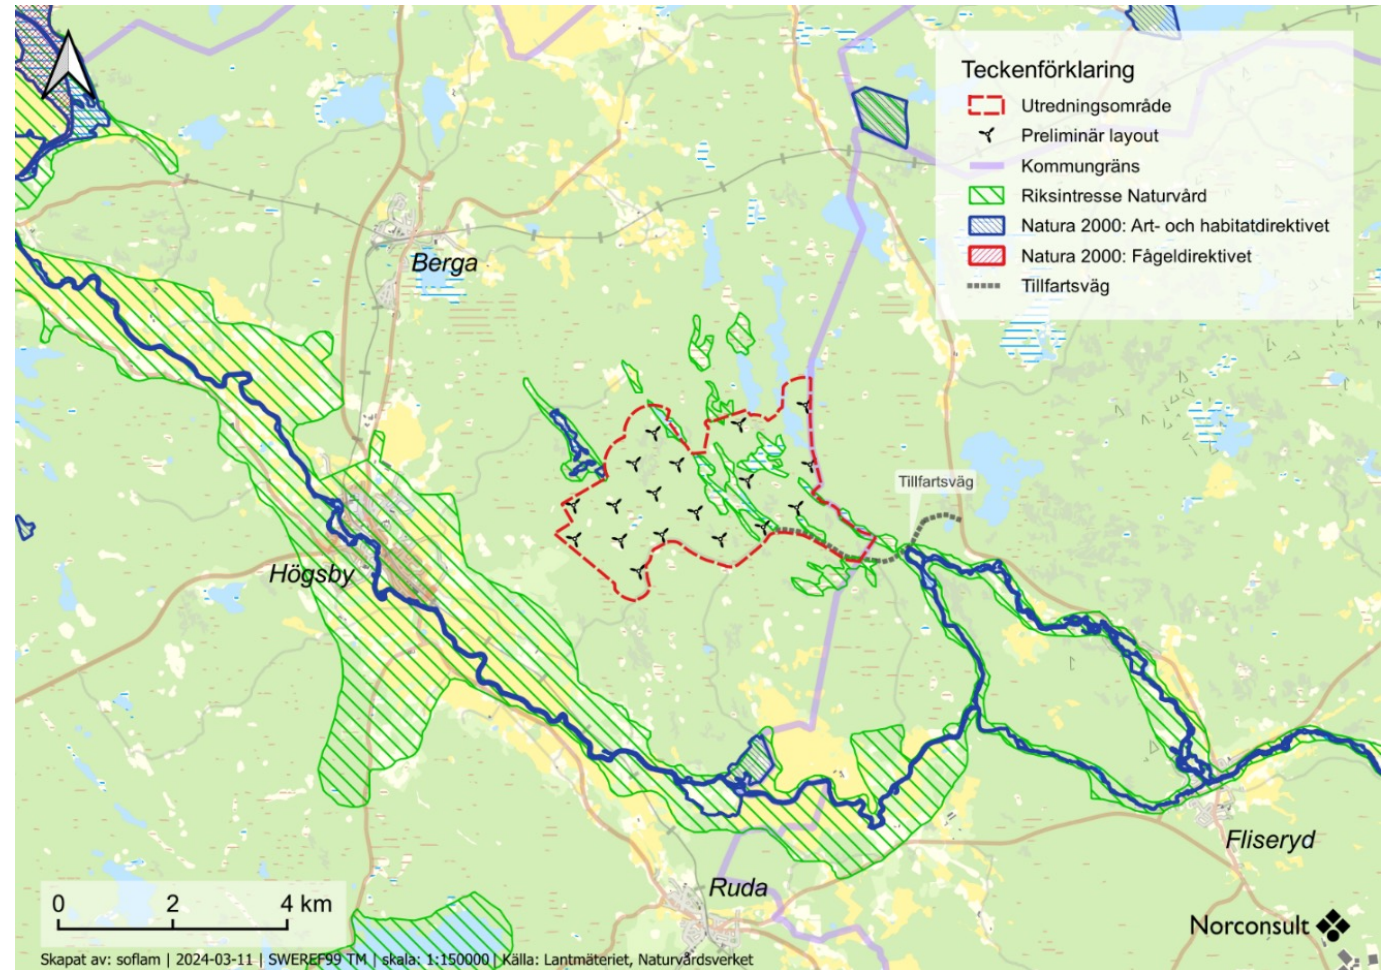 Teckenförklaring
Utredningsområde
Preliminär layout
Kommungräns
Riksintresse Naturvård
Natura 2000: Art- och habitatdirektivet
Natura 2000: Fågeldirektivet
Tillfartsväg
Berga
Tillfartsväg
Högsby
Fliseryd
Ruda
0 2 4 km
Norconsult
Skapat av: soflam | 2024-03-11 | SWEREF99 TM | skala: 1:150000 | Källa: Lantmäteriet, Naturvårdsverket